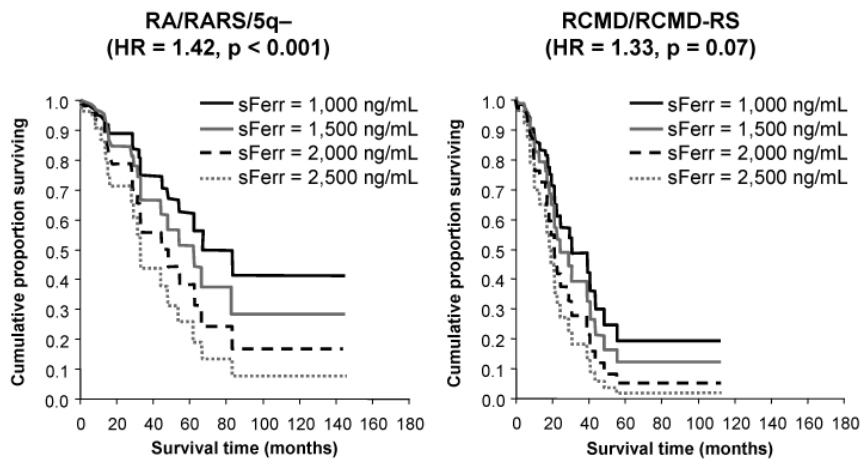 RA/RARS/5q–
(HR = 1.42, p < 0.001)
Cumulative proportion surviving
1.0
0.9
0.8
0.7
0.6
0.5
0.4
0.3
0.2
0.1
0.0
sFerr = 1,000 ng/mL
sFerr = 1,500 ng/mL
sFerr = 2,000 ng/mL
sFerr = 2,500 ng/mL
0 20 40 60 80 100 120 140 160 180
Survival time (months)
RCMD/RCMD-RS
(HR = 1.33, p = 0.07)
Cumulative proportion surviving
1.0
0.9
0.8
0.7
0.6
0.5
0.4
0.3
0.2
0.1
0.0
sFerr = 1,000 ng/mL
sFerr = 1,500 ng/mL
sFerr = 2,000 ng/mL
sFerr = 2,500 ng/mL
0 20 40 60 80 100 120 140 160 180
Survival time (months)